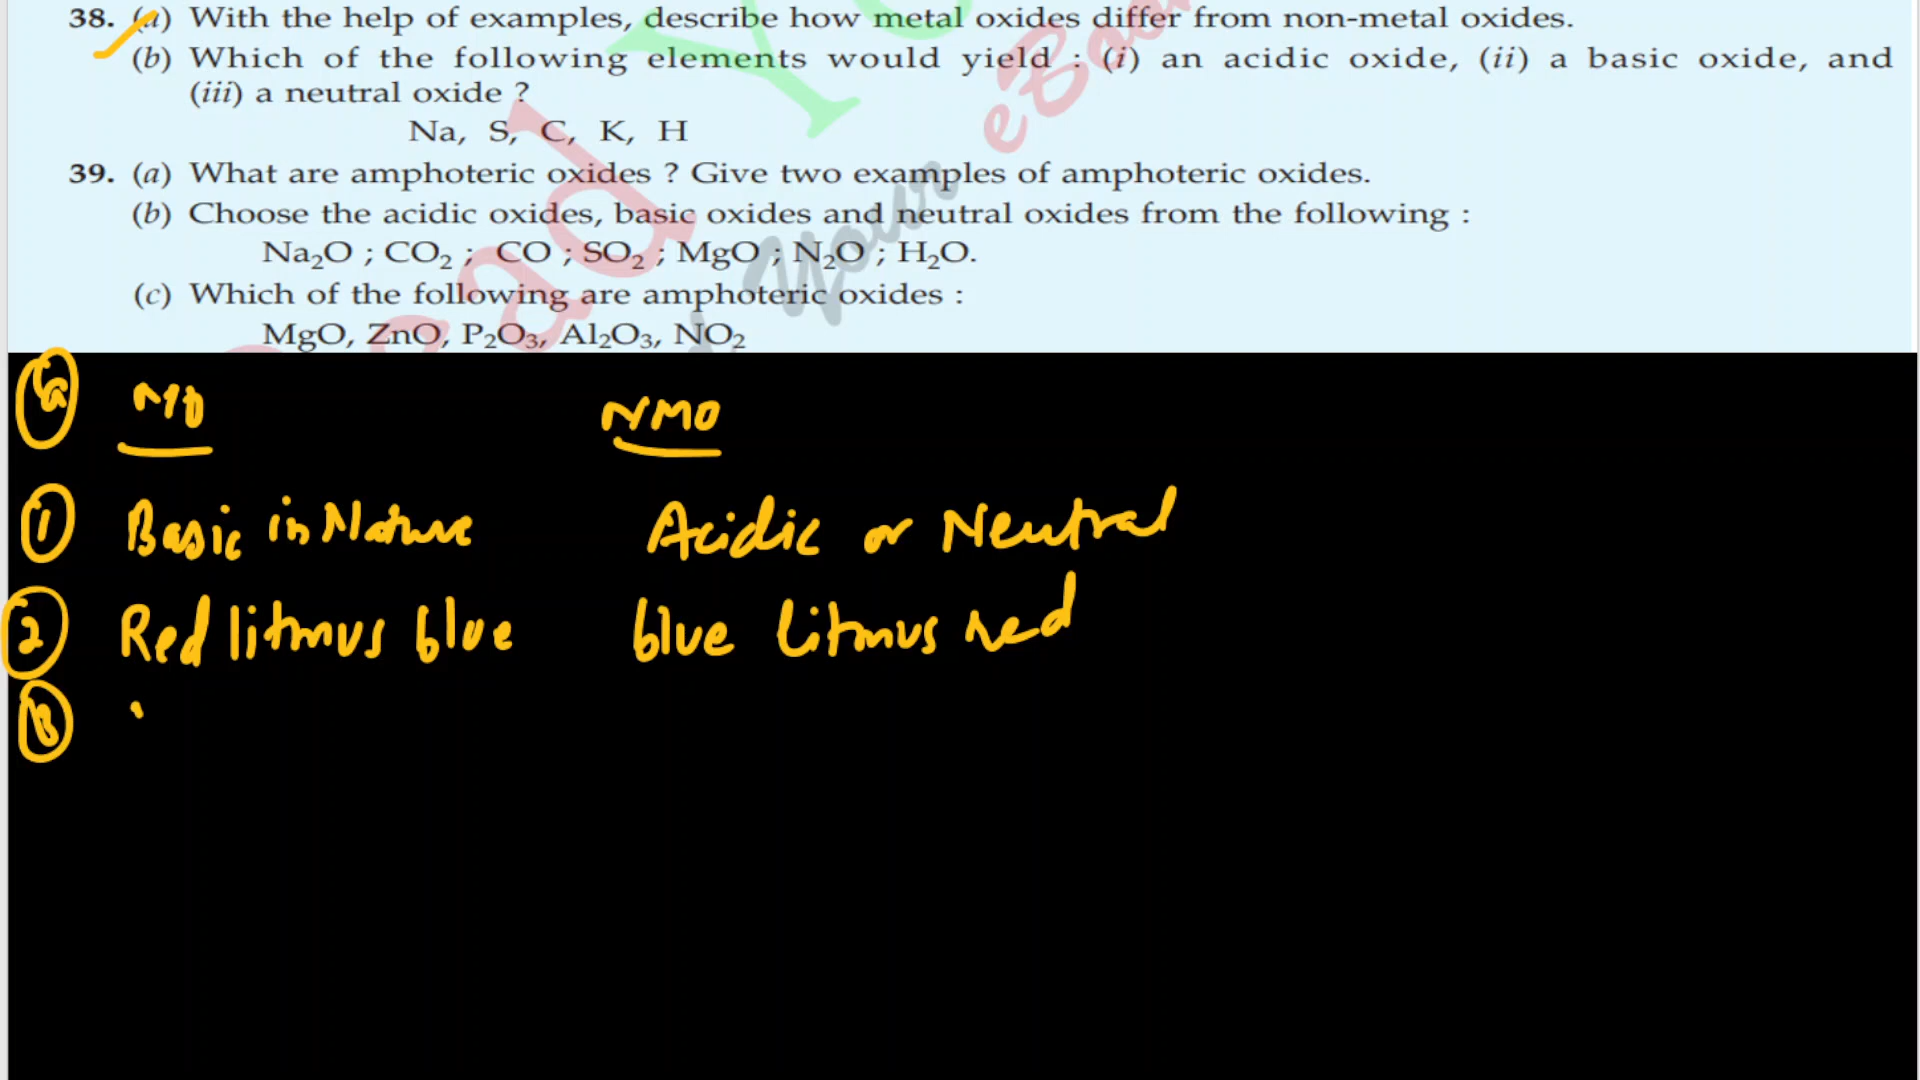 38. (a) With the help of examples, describe how metal oxides differ from non-metal oxides.
(b) Which of the following elements would yield : (i) an acidic oxide, (ii) a basic oxide, and
(iii) a neutral oxide ?
Na, S, C, K, H
39. (a) What are amphoteric oxides ? Give two examples of amphoteric oxides.
(b) Choose the acidic oxides, basic oxides and neutral oxides from the following :
Na₂O ; CO₂ ; CO ; SO₂ ; MgO ; N₂O ; H₂O.
(c) Which of the following are amphoteric oxides :
MgO, ZnO, P₂O₃, Al₂O₃, NO₂
a MO NMO
1 Basic in Nature Acidic or Neutral
2 Red litmus blue blue litmus red
3